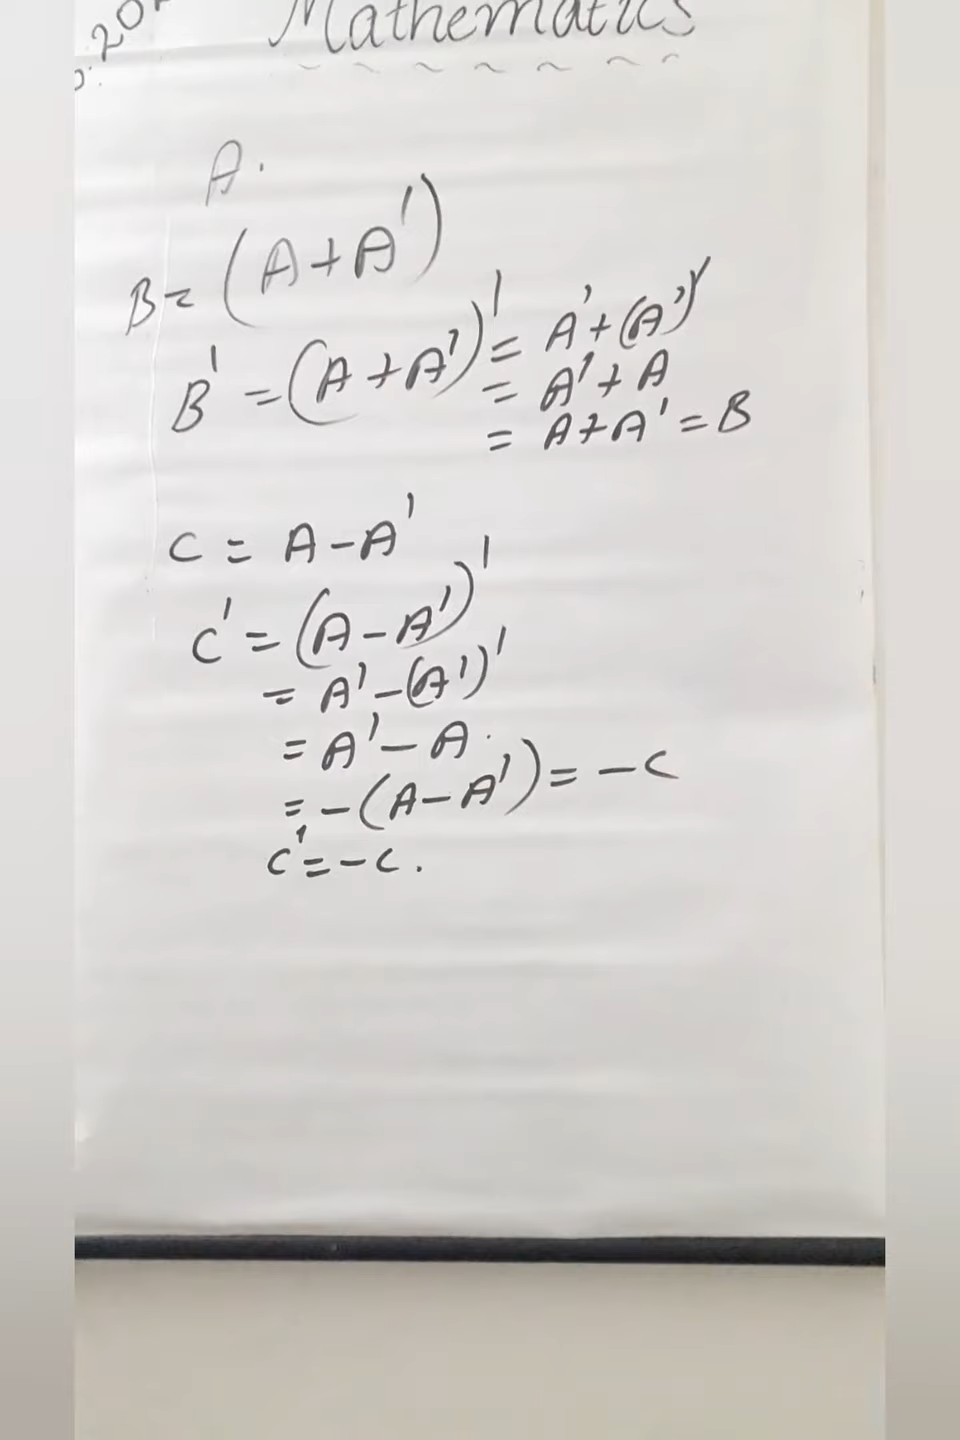 Mathematics
A.
B = (A + A')
B' = (A + A')' = A' + (A')'
= A' + A
= A + A' = B
C = A - A'
C' = (A - A')'
= A' - (A')'
= A' - A.
= -(A - A') = -C
C' = -C.